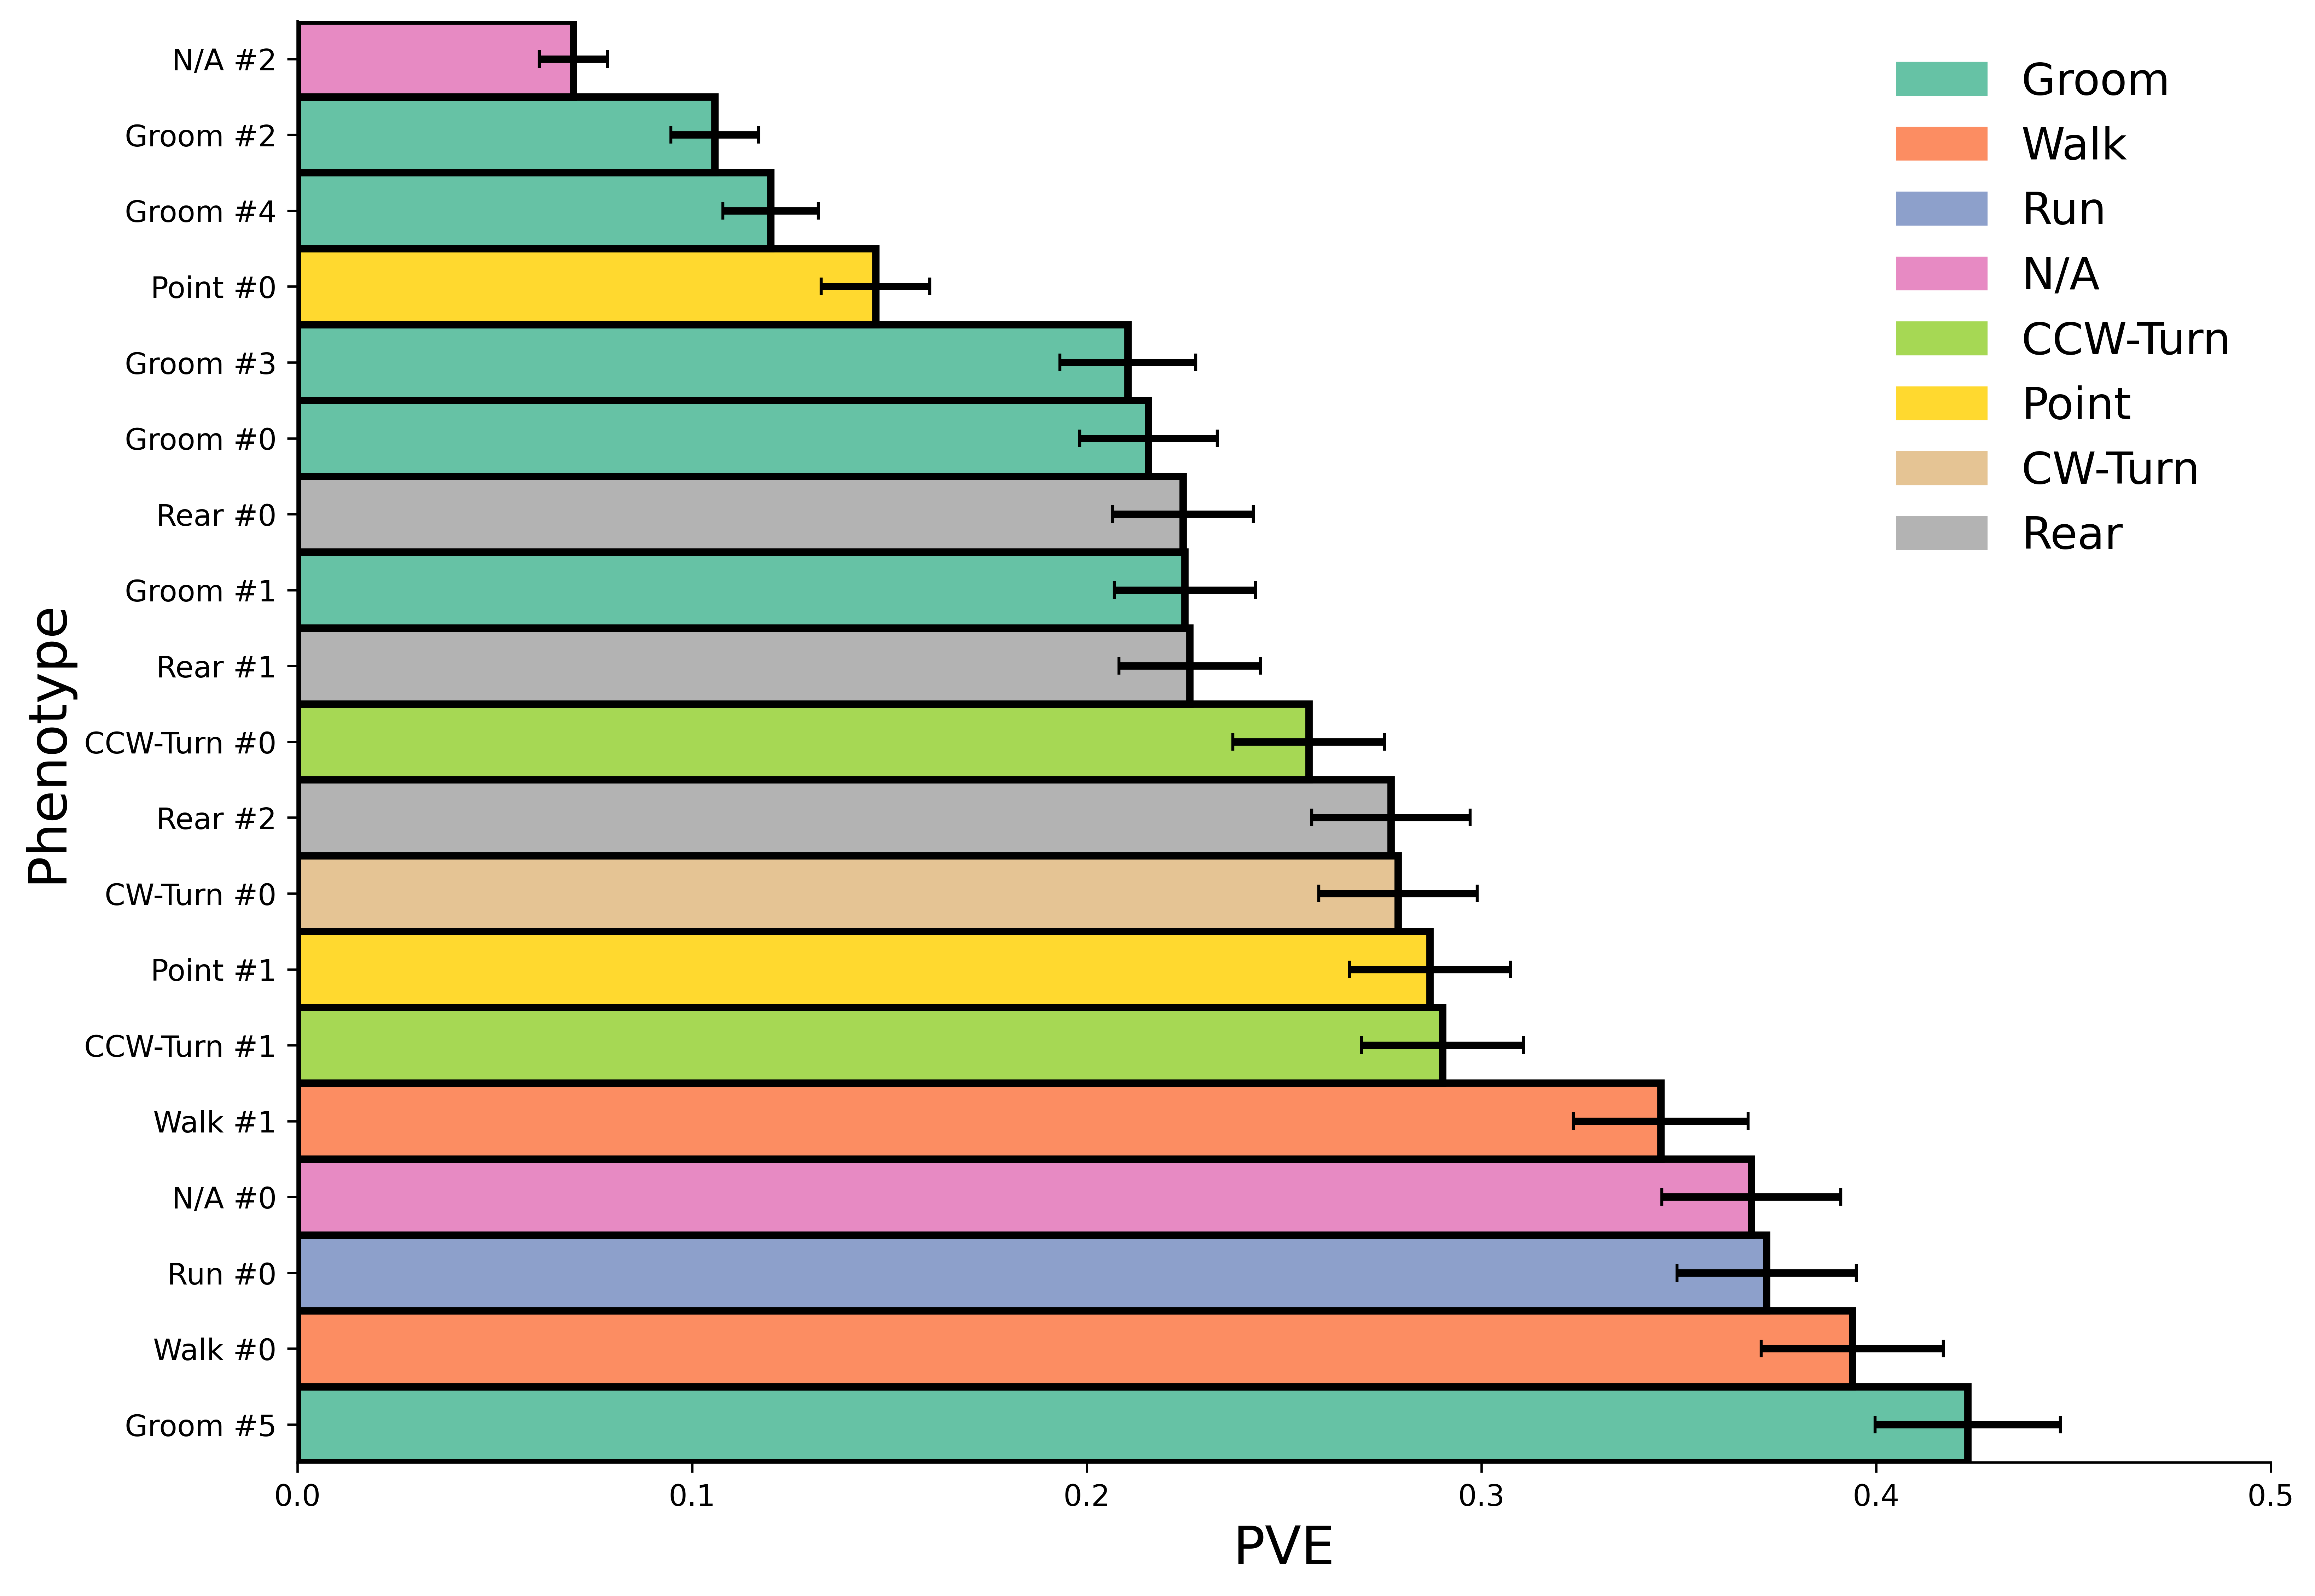 N/A #2
Groom #2
Groom #4
Point #0
Groom #3
Groom #0
Rear #0
Groom #1
Rear #1
CCW-Turn #0
Rear #2
CW-Turn #0
Point #1
CCW-Turn #1
Walk #1
N/A #0
Run #0
Walk #0
Groom #5
Phenotype
0.0 0.1 0.2 0.3 0.4 0.5
PVE
Groom
Walk
Run
N/A
CCW-Turn
Point
CW-Turn
Rear